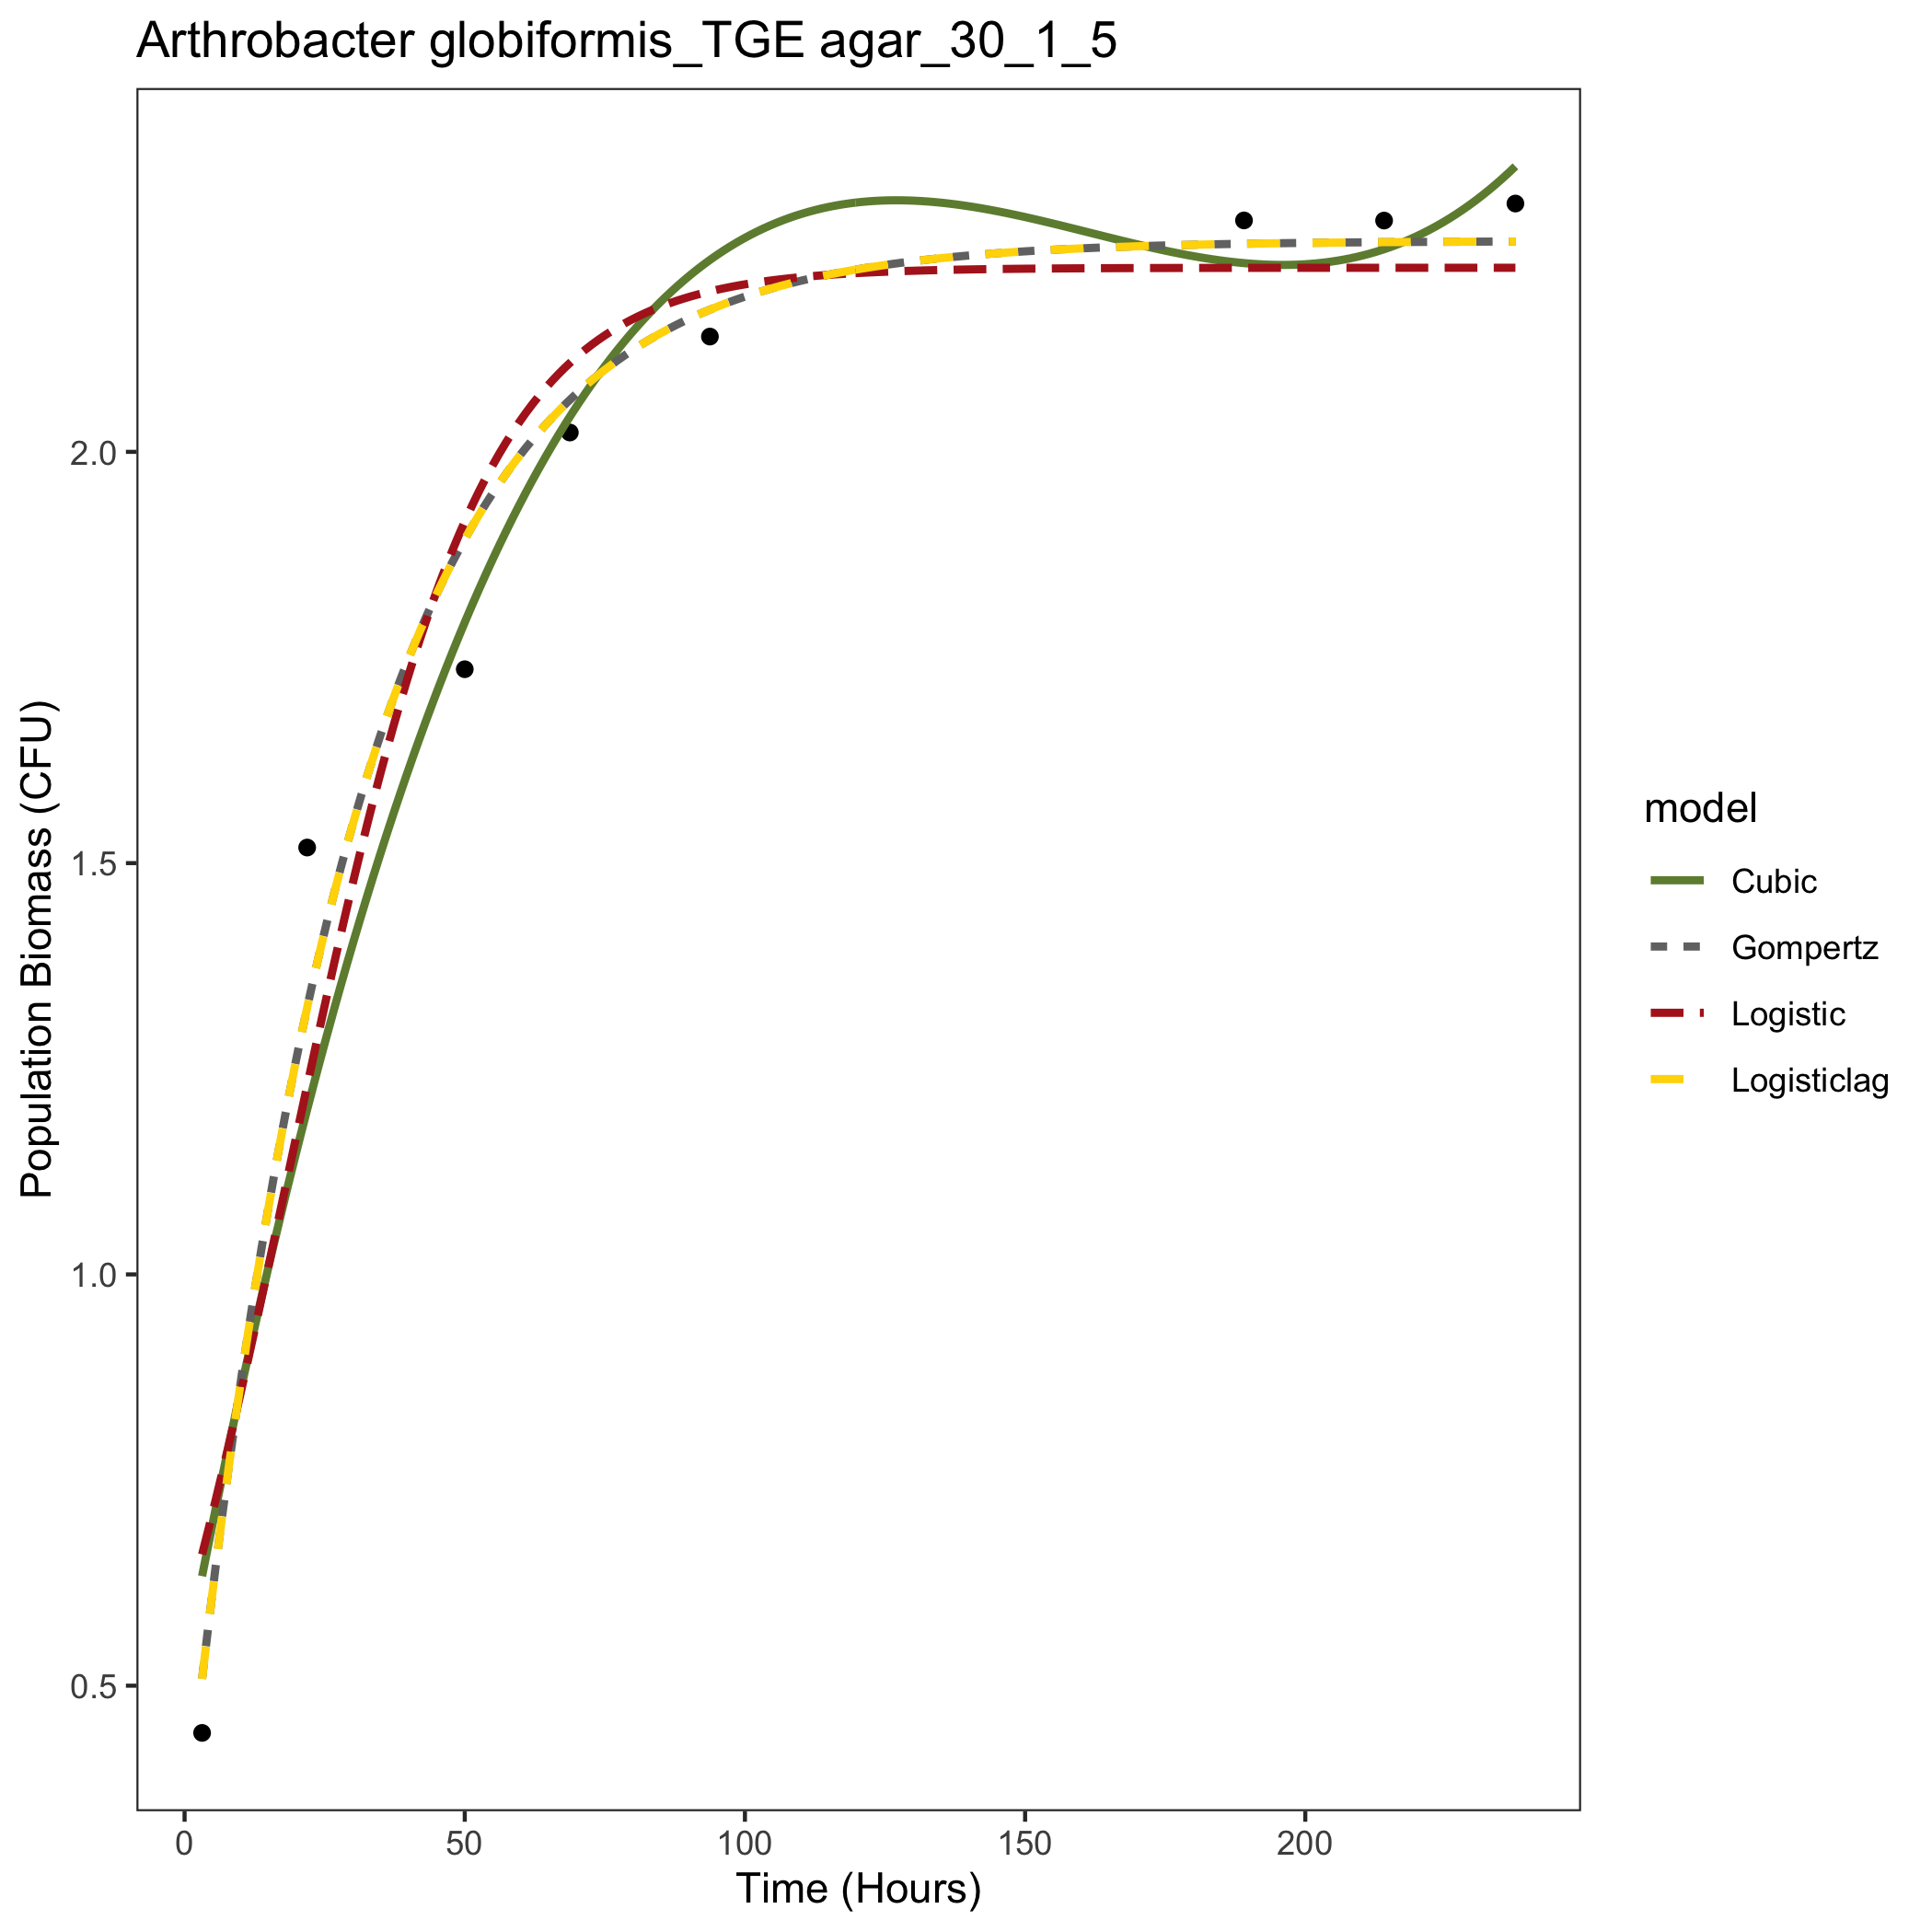 Arthrobacter globiformis_TGE agar_30_1_5
Population Biomass (CFU)
2.0
1.5
1.0
0.5
0 50 100 150 200
Time (Hours)
model
Cubic
Gompertz
Logistic
Logisticlag